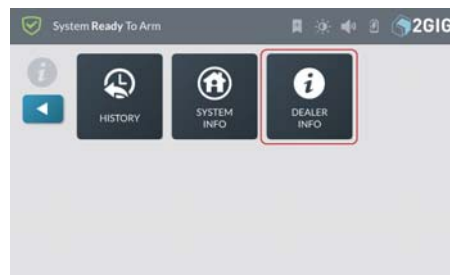 System Ready To Arm
2GIG
HISTORY
SYSTEM
INFO
DEALER
INFO